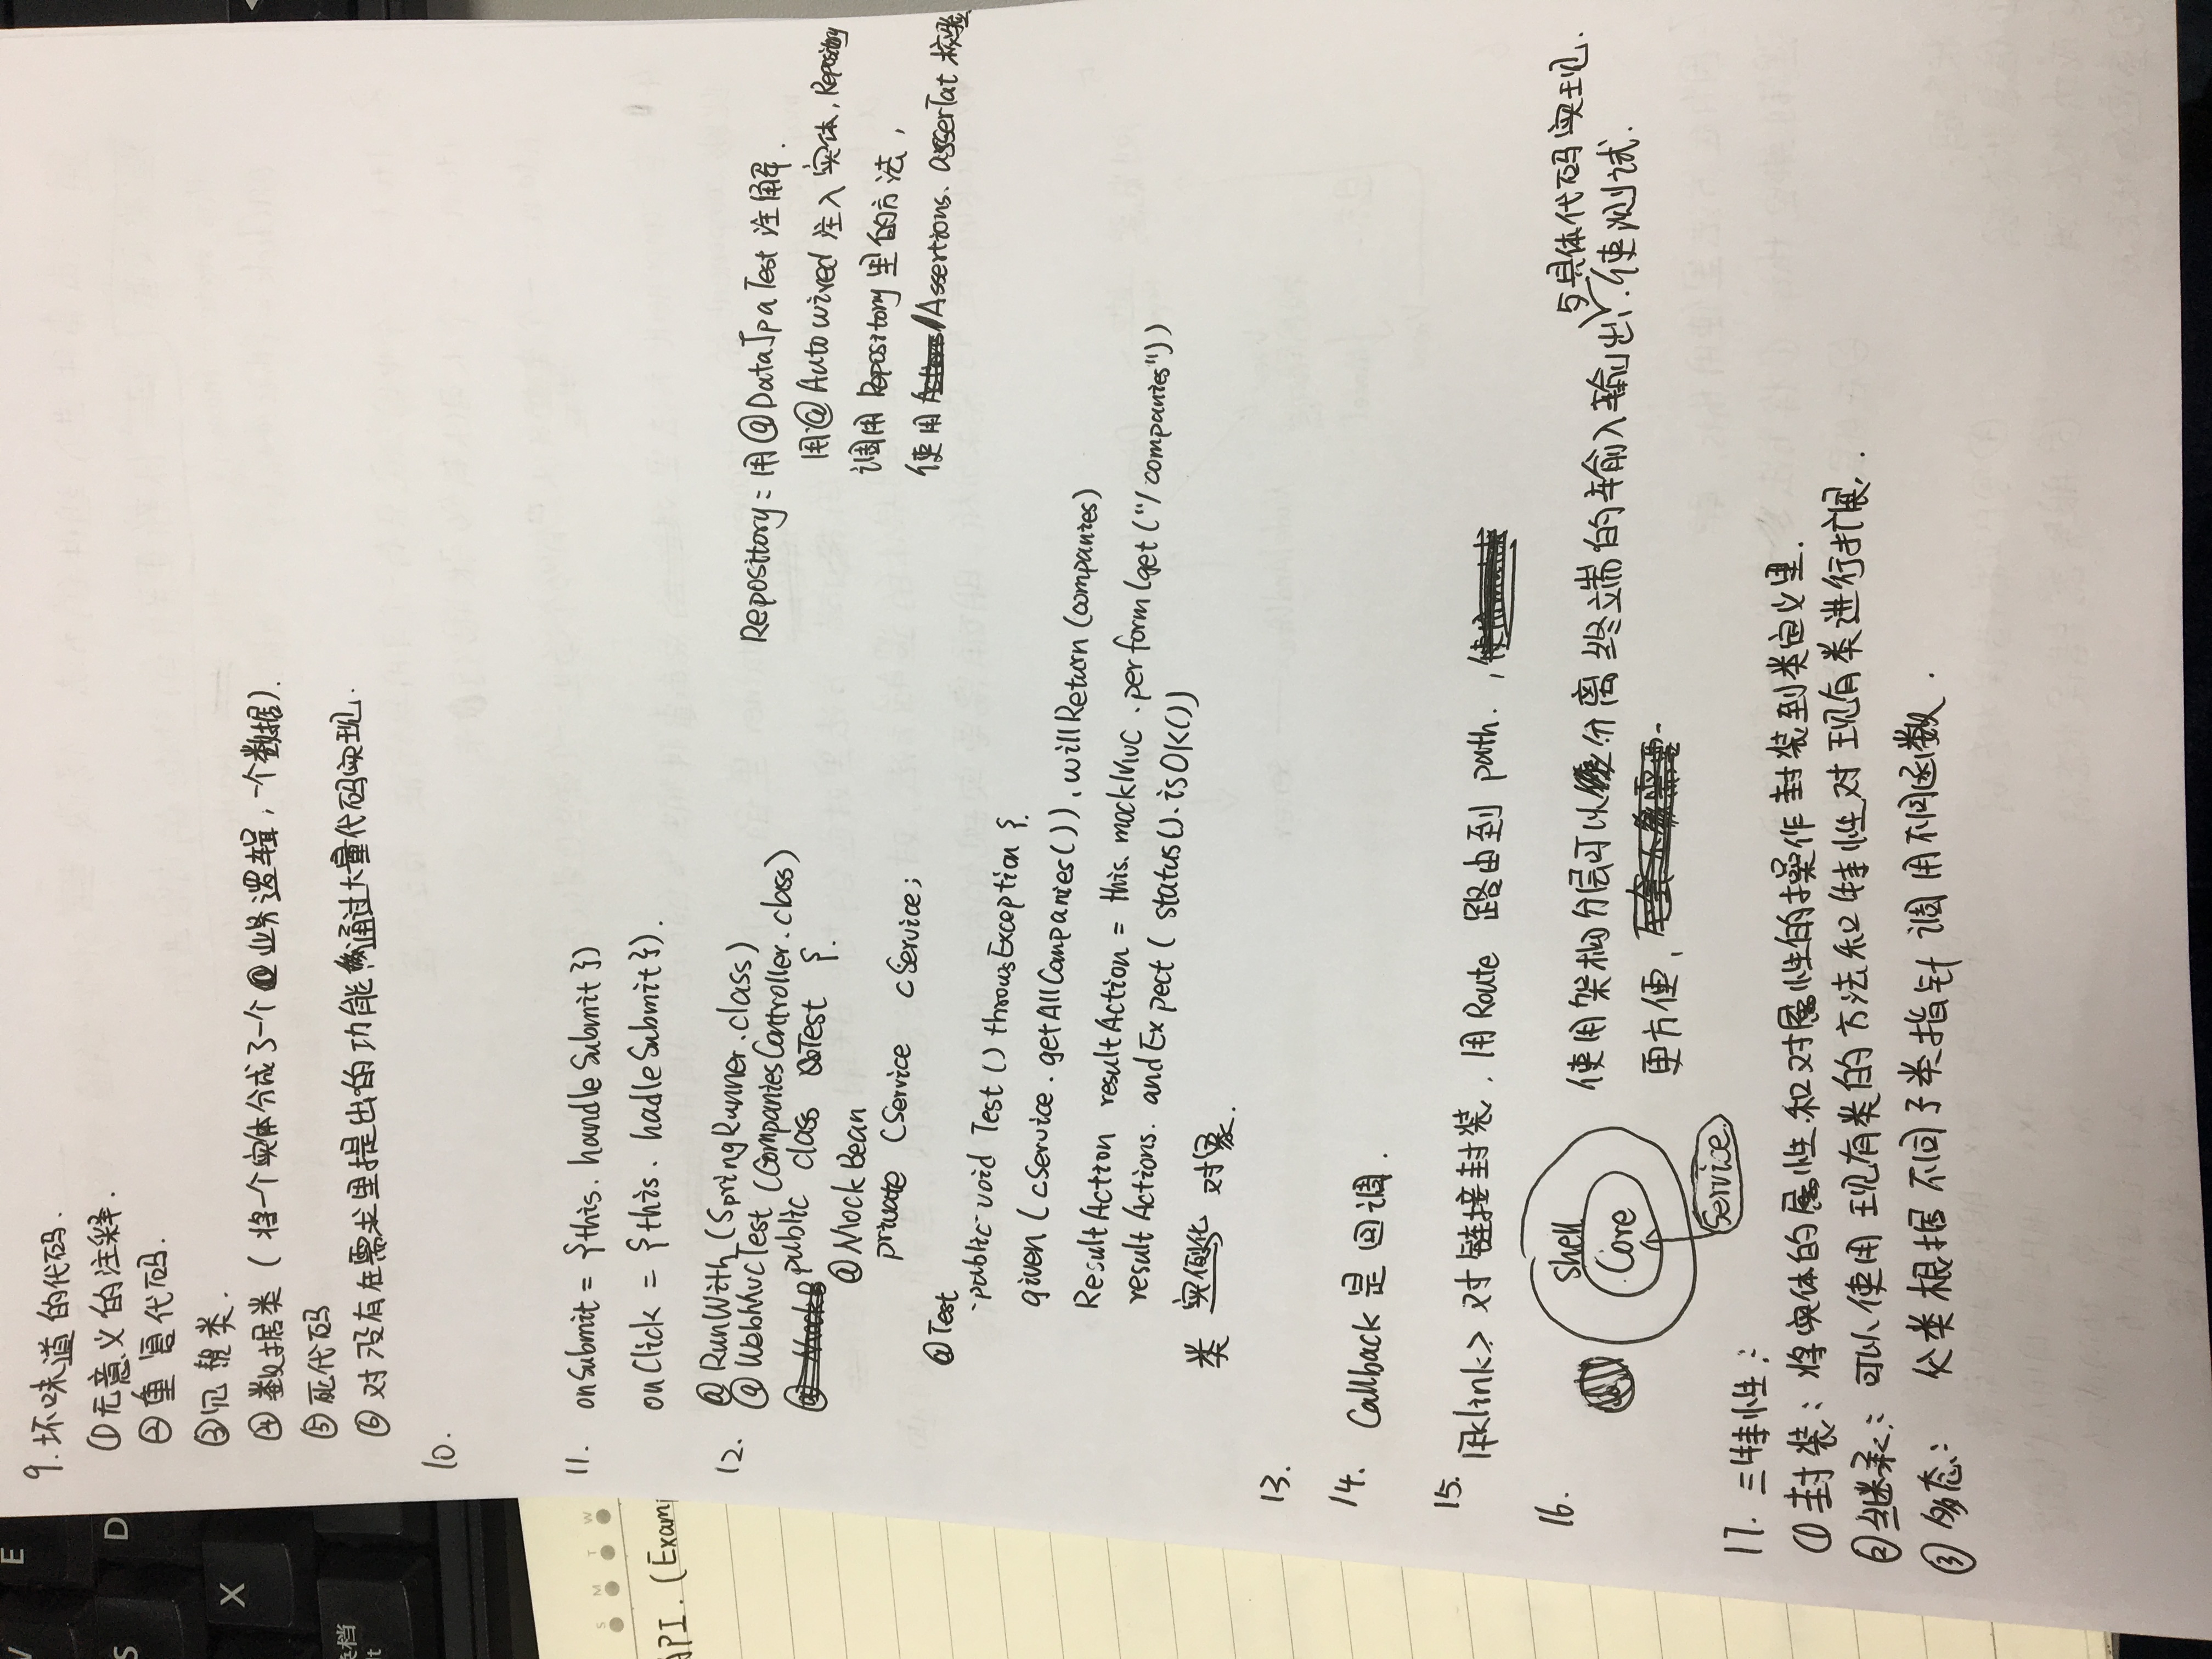 9. 坏味道的代码.
①无意义的注释.
②重复代码.
③冗赘类.
④数据类 (将一个实体分成了一个业务逻辑, 一个数据).
⑤死代码
⑥对没有在需求里提出的功能通过大量代码实现.
10.
11. onSubmit = {this. handleSubmit})
onClick = {this. hadleSubmit}).
12. @RunWith (SpringRunner.class)
@WebMvcTest (CompaniesController.class)
public class Test {
@MockBean
private CService cService;
@Test
public void Test () throws Exception {
given (cService.getAllCompanies()).willReturn (companies)
ResultAction resultAction = this.mockMvc.perform(get("/companies"))
resultActions.andExpect( status().isOK())
类 实例化 对象.
Repository: 用@DataJpaTest 注解.
用@Autowired 注入实体, Repository
调用 Repository 里的方法,
使用 Assertions. asserTat 校验
13.
14. Callback 是回调.
15. 用<link> 对链接封装, 用Route 路由到 path. ,
16. shell
Core
Service
使用架构分层可以分离终端的输入输出与具体代码实现. 使测试.
更方便,
17. 三特性:
①封装: 将实体的属性和对属性的操作封装到类定义里.
②继承: 可以使用现有类的方法和特性对现有类进行扩展.
③多态: 父类根据不同子类指针调用不同函数.
S M T W
API. (Exam
E
S
D
X
换档